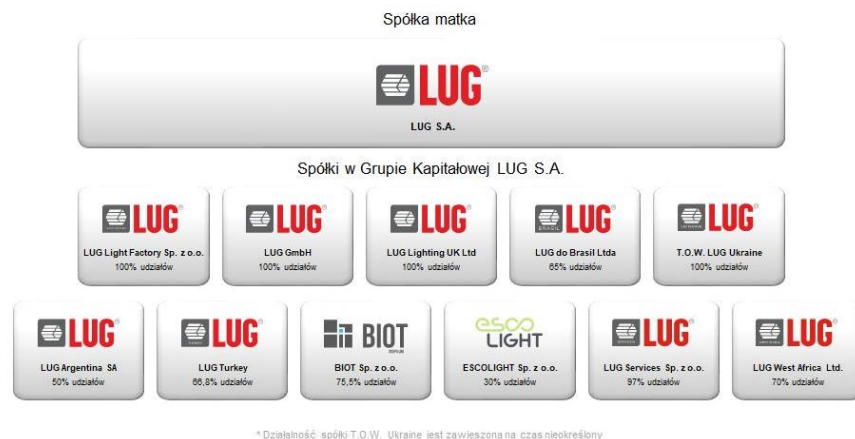 Spółka matka
LUG®
LUG S.A.
Spółki w Grupie Kapitałowej LUG S.A.
LUG® LUG® LUG® BRASIL LUG® LUG®
LUG Light Factory Sp. z o.o. LUG GmbH LUG Lighting UK Ltd LUG do Brasil Ltda T.O.W. LUG Ukraine
100% udziałów 100% udziałów 100% udziałów 65% udziałów 100% udziałów
LUG® LUG® BIOT esco LIGHT LUG® LUG®
LUG Argentina SA LUG Turkey BIOT Sp. z o.o. ESCOLIGHT Sp. z o.o. LUG Services Sp. z o.o. LUG West Africa Ltd.
50% udziałów 66,8% udziałów 75,5% udziałów 30% udziałów 97% udziałów 70% udziałów
* Działalność spółki T.O.W. Ukraine jest zawieszona na czas nieokreślony